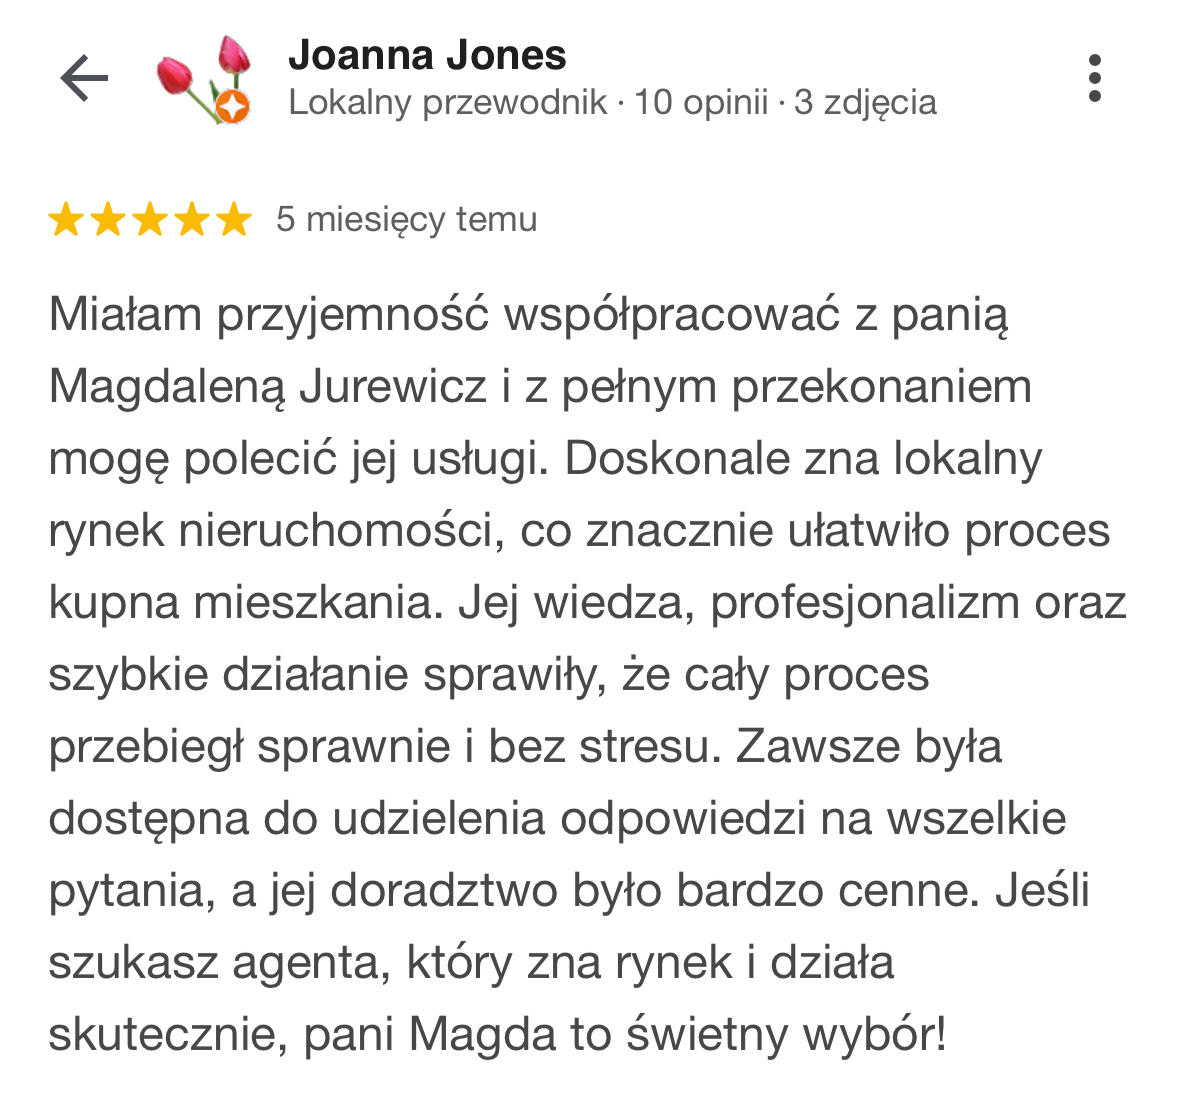 Joanna Jones
Lokalny przewodnik · 10 opinii · 3 zdjęcia
5 miesięcy temu
Miałam przyjemność współpracować z panią
Magdaleną Jurewicz i z pełnym przekonaniem
mogę polecić jej usługi. Doskonale zna lokalny
rynek nieruchomości, co znacznie ułatwiło proces
kupna mieszkania. Jej wiedza, profesjonalizm oraz
szybkie działanie sprawiły, że cały proces
przebiegł sprawnie i bez stresu. Zawsze była
dostępna do udzielenia odpowiedzi na wszelkie
pytania, a jej doradztwo było bardzo cenne. Jeśli
szukasz agenta, który zna rynek i działa
skutecznie, pani Magda to świetny wybór!